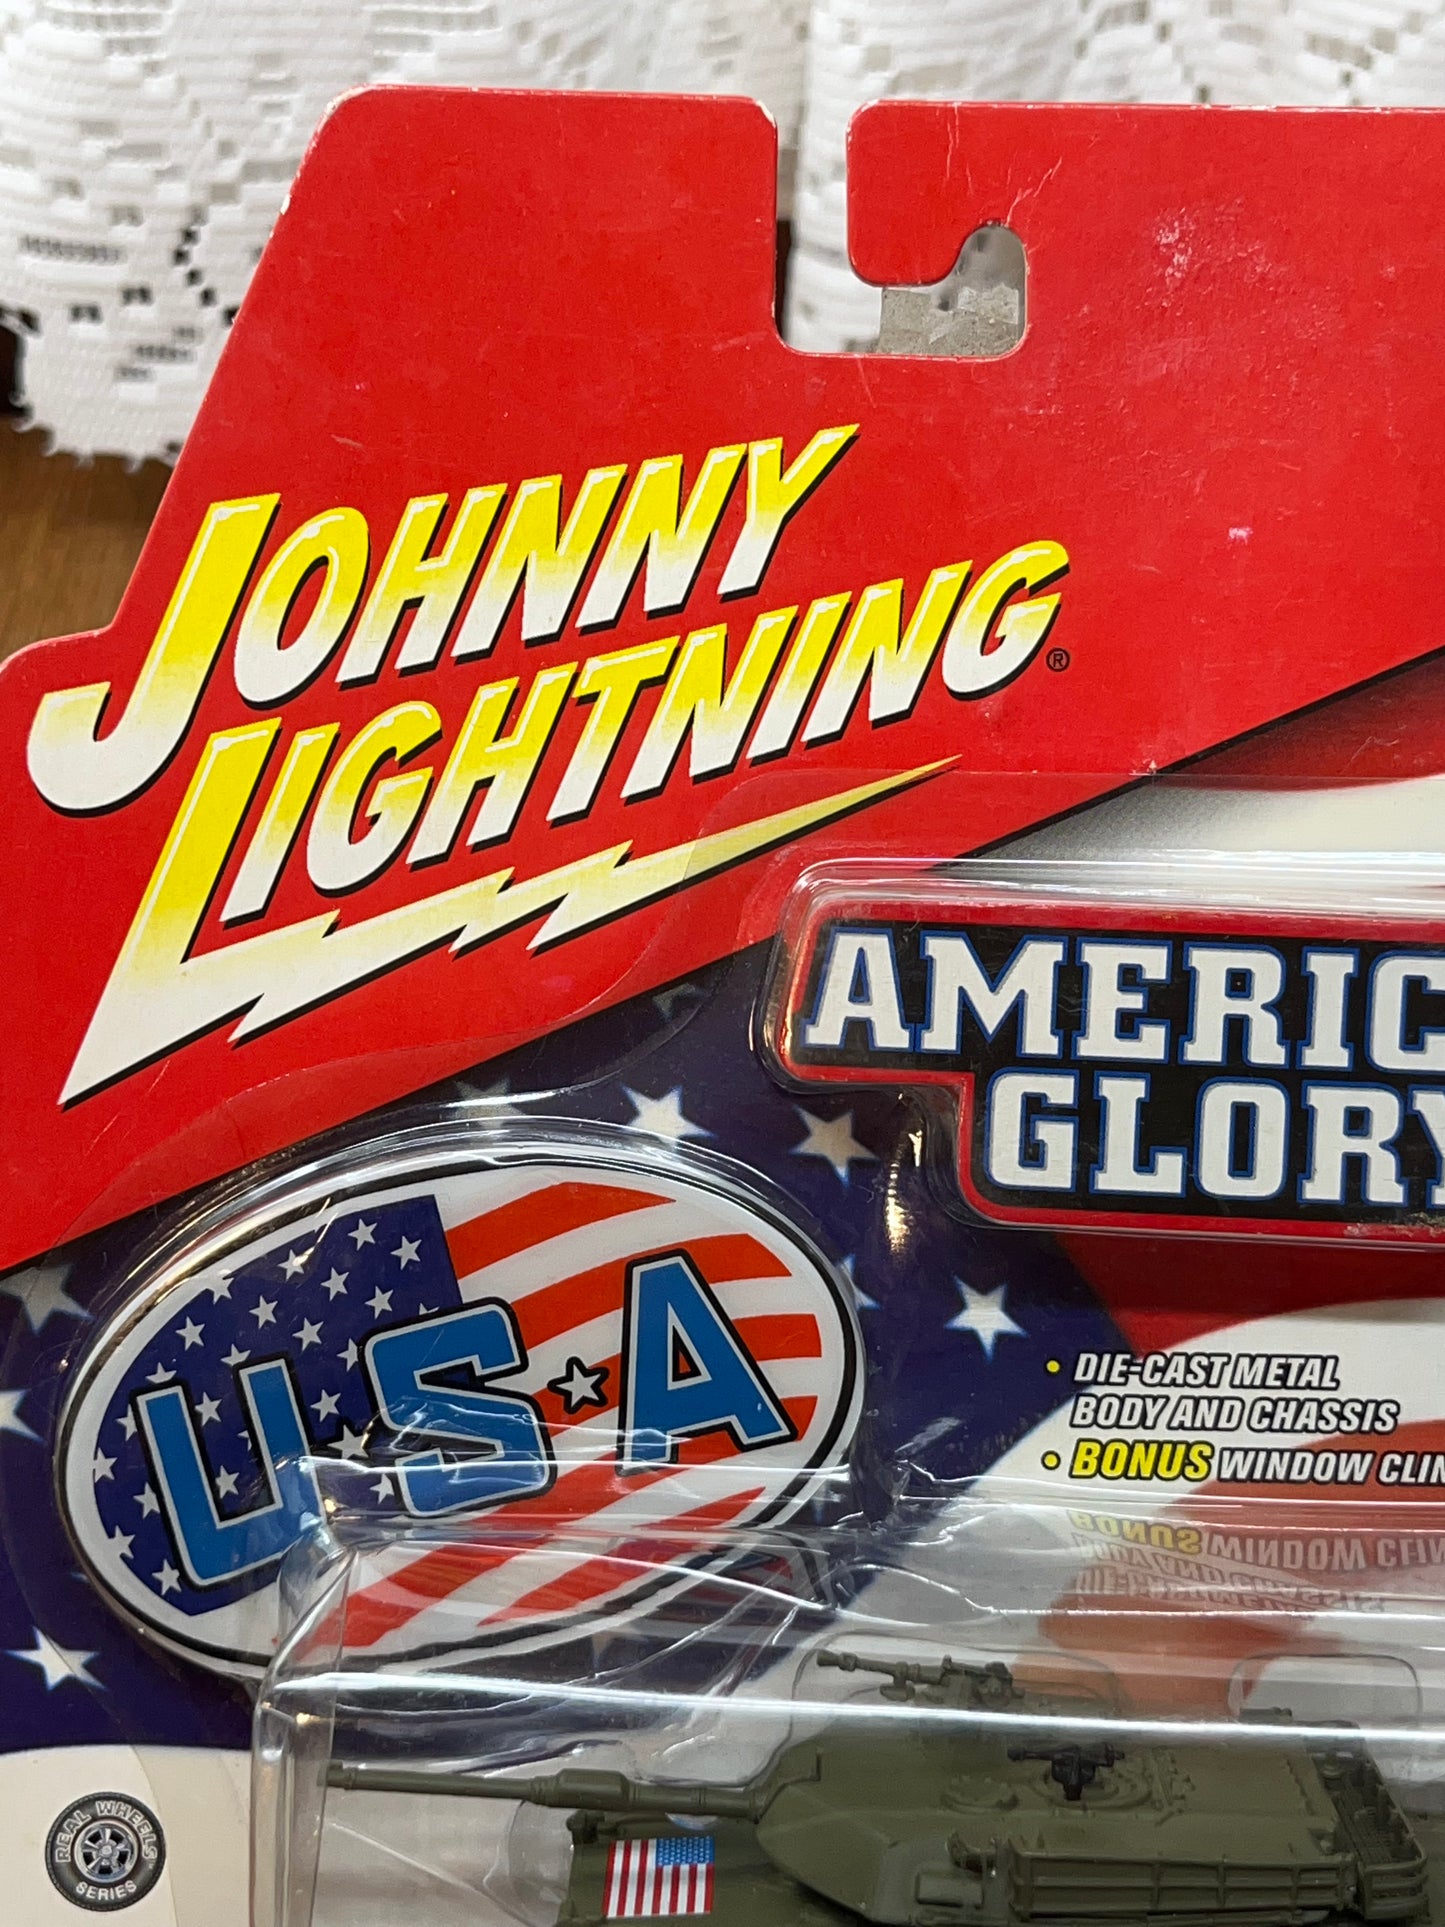 JOHNNY
LIGHTNING®
AMERIC
GLORY
U.S★A
• DIE-CAST METAL
BODY AND CHASSIS
• BONUS WINDOW CLIN
REAL WHEELS
SERIES